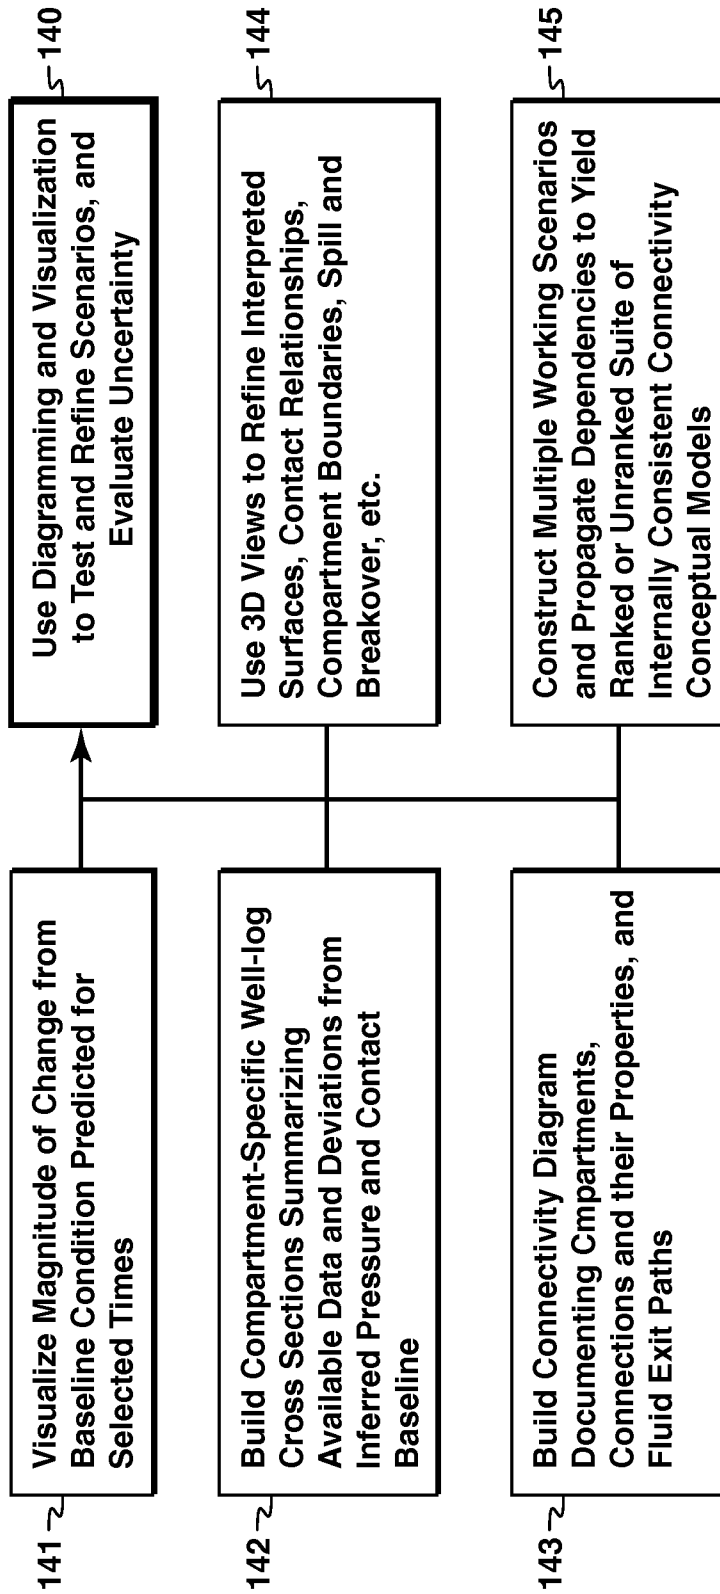 141
Visualize Magnitude of Change from
Baseline Condition Predicted for
Selected Times
Use Diagramming and Visualization
to Test and Refine Scenarios, and
Evaluate Uncertainty
140
142
Build Compartment-Specific Well-log
Cross Sections Summarizing
Available Data and Deviations from
Inferred Pressure and Contact
Baseline
Use 3D Views to Refine Interpreted
Surfaces, Contact Relationships,
Compartment Boundaries, Spill and
Breakover, etc.
144
143
Build Connectivity Diagram
Documenting Cmpartments,
Connections and their Properties, and
Fluid Exit Paths
Construct Multiple Working Scenarios
and Propagate Dependencies to Yield
Ranked or Unranked Suite of
Internally Consistent Connectivity
Conceptual Models
145